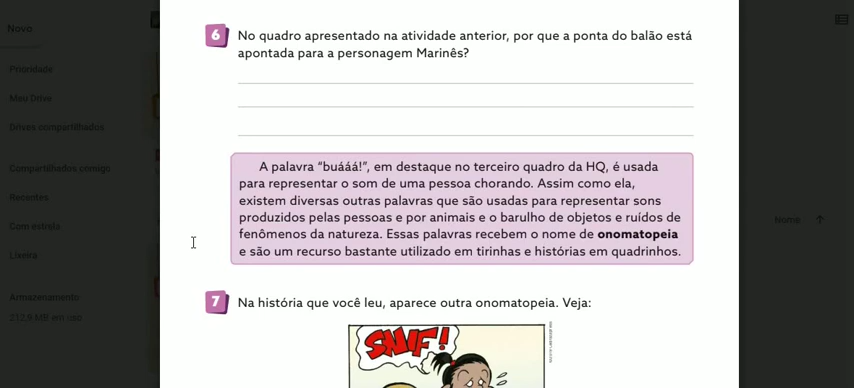 Novo
Prioridade
Meu Drive
Drives compartilhados
Compartilhados comigo
Recentes
Com estrela
Lixeira
Armazenamento
212,9 MB em uso
Nome
6 No quadro apresentado na atividade anterior, por que a ponta do balão está
apontada para a personagem Marinês?
A palavra “buááá!”, em destaque no terceiro quadro da HQ, é usada
para representar o som de uma pessoa chorando. Assim como ela,
existem diversas outras palavras que são usadas para representar sons
produzidos pelas pessoas e por animais e o barulho de objetos e ruídos de
fenômenos da natureza. Essas palavras recebem o nome de onomatopeia
e são um recurso bastante utilizado em tirinhas e histórias em quadrinhos.
7 Na história que você leu, aparece outra onomatopeia. Veja:
SNIF!